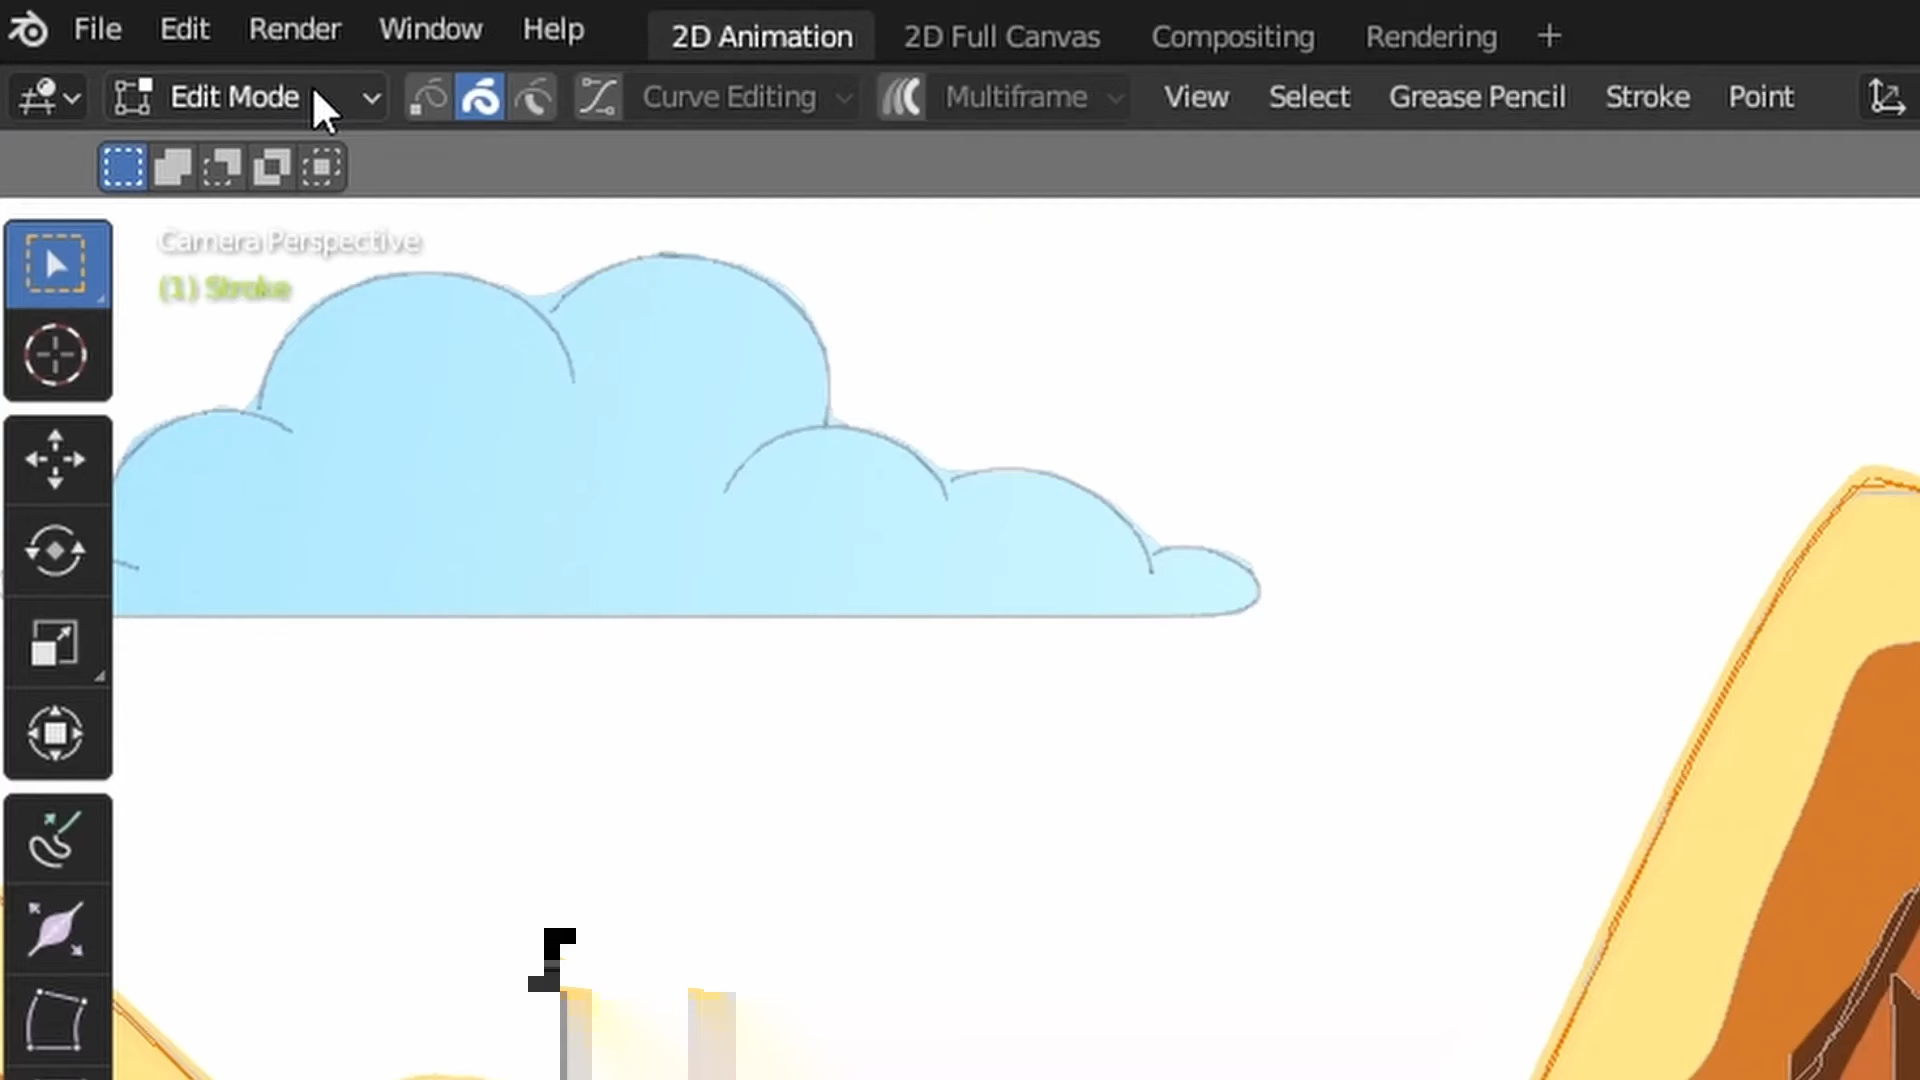 File Edit Render Window Help 2D Animation 2D Full Canvas Compositing Rendering +
Edit Mode Curve Editing Multiframe View Select Grease Pencil Stroke Point
Camera Perspective
(1) Stroke